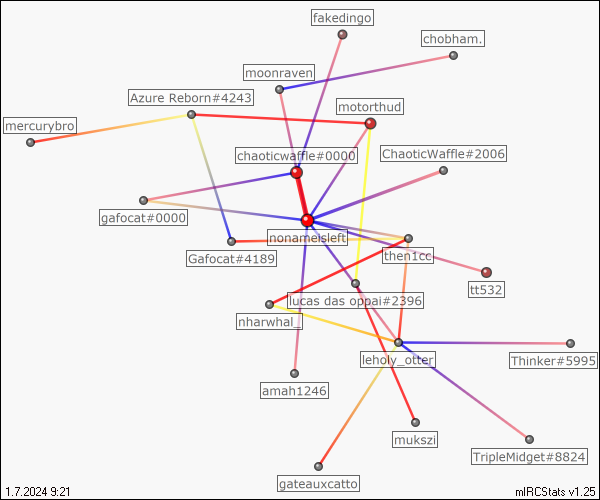 fakedingo
chobham.
moonraven
Azure Reborn#4243
motorthud
mercurybro
chaoticwaffle#0000
ChaoticWaffle#2006
gafocat#0000
nonameisleft
Gafocat#4189
then1cc
tt532
lucas das oppai#2396
nharwhal_
leholy_otter
Thinker#5995
amah1246
mukszi
TripleMidget#8824
gateauxcatto
1.7.2024 9:21
mIRCStats v1.25